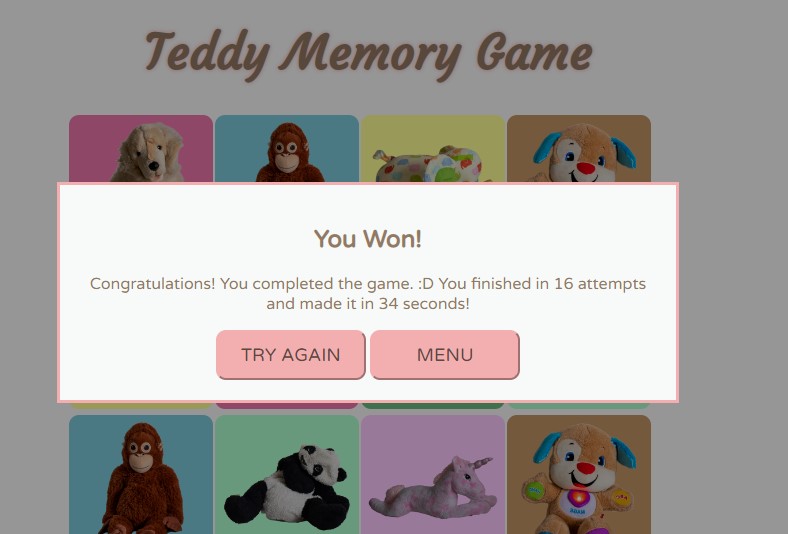 Teddy Memory Game
You Won!
Congratulations! You completed the game. :D You finished in 16 attempts
and made it in 34 seconds!
TRY AGAIN
MENU